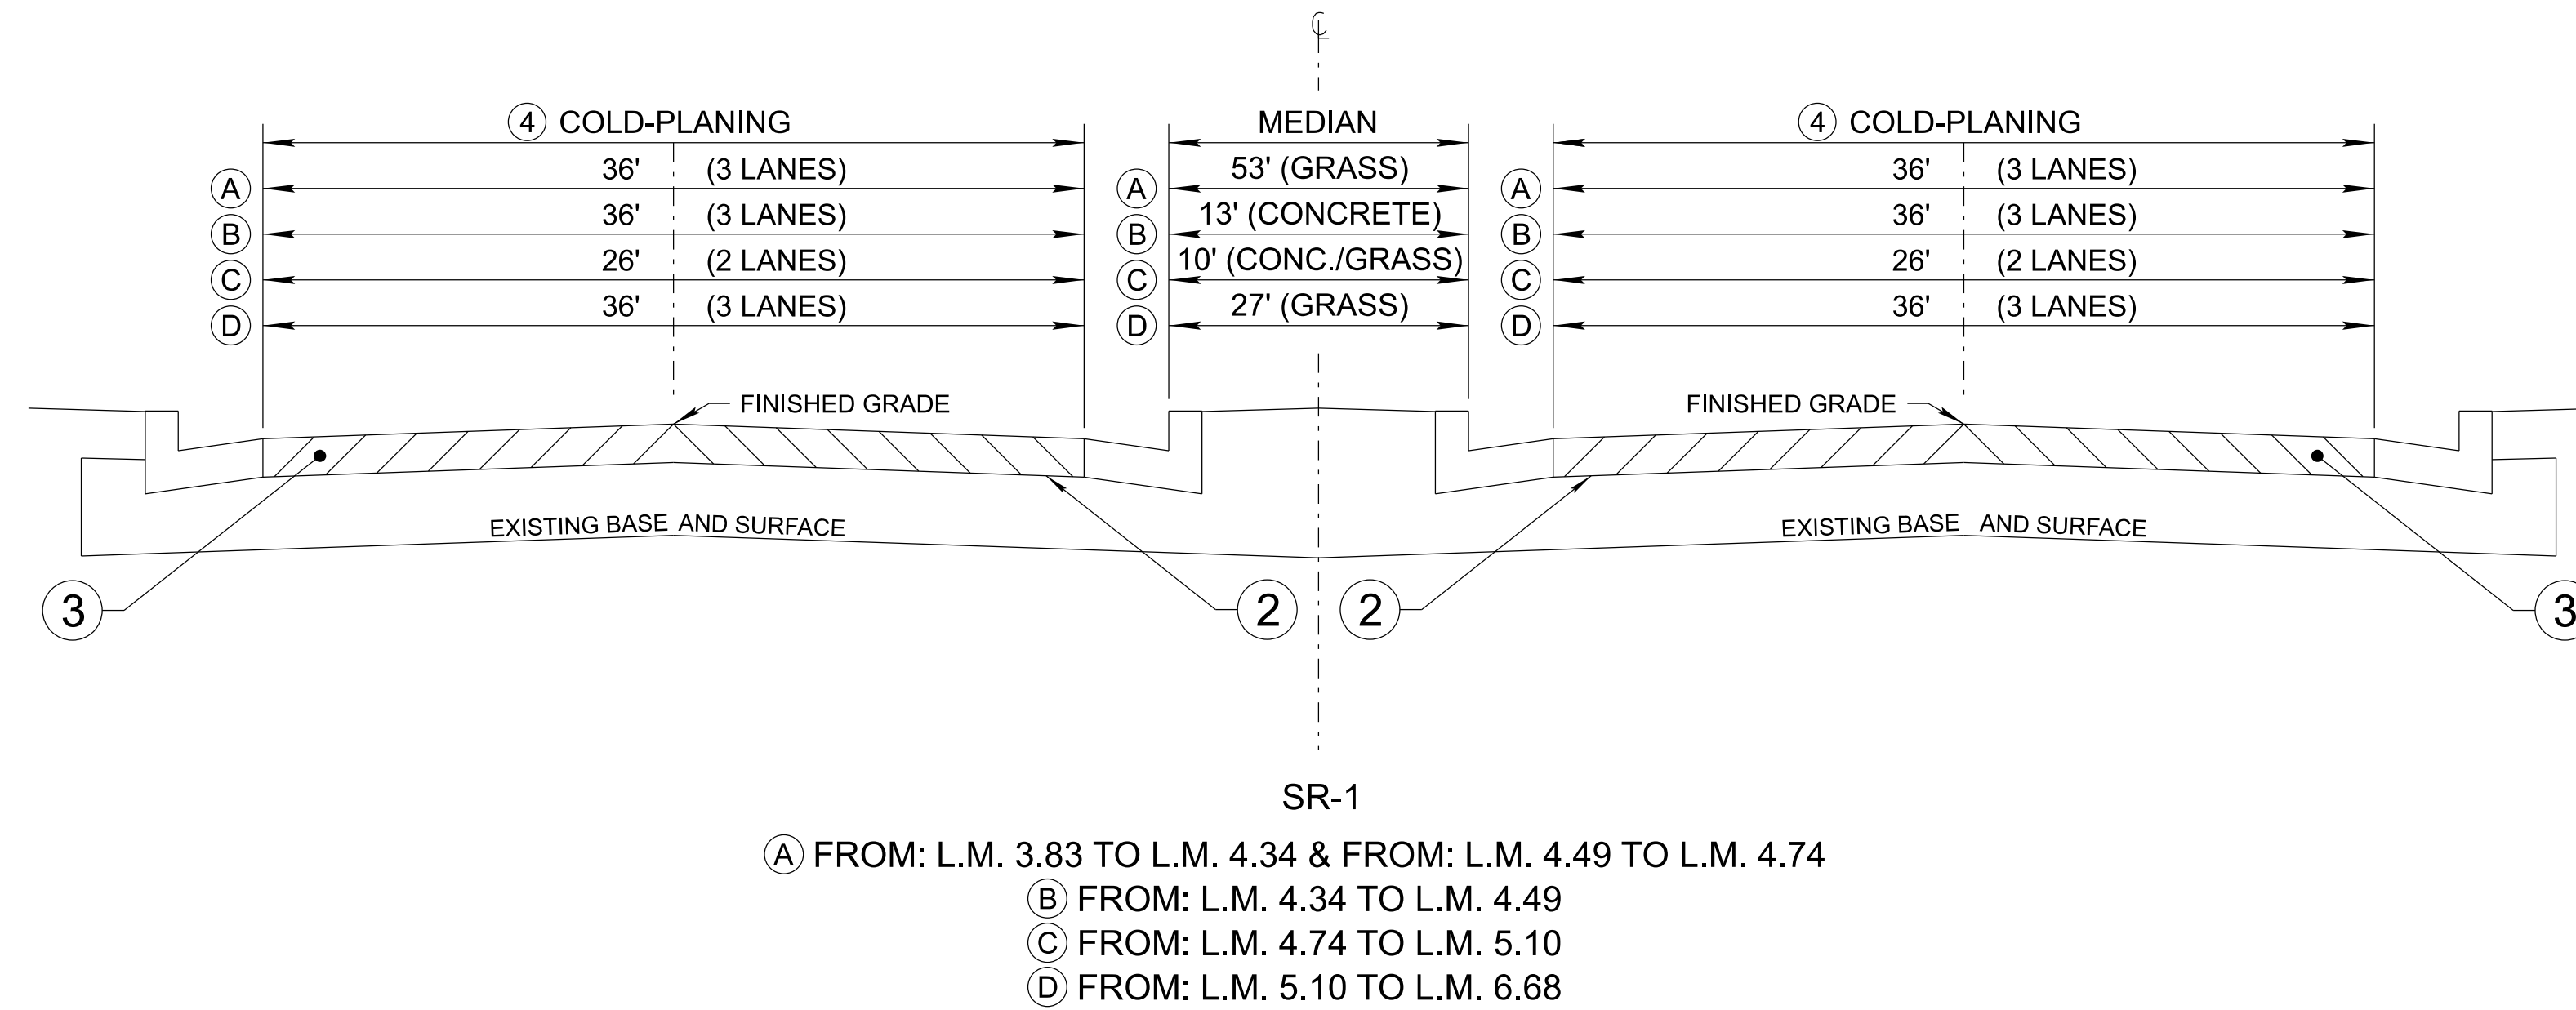 ℄
④ COLD-PLANING MEDIAN ④ COLD-PLANING
Ⓐ 36' (3 LANES) Ⓐ 53' (GRASS) Ⓐ 36' (3 LANES)
Ⓑ 36' (3 LANES) Ⓑ 13' (CONCRETE) Ⓑ 36' (3 LANES)
Ⓒ 26' (2 LANES) Ⓒ 10' (CONC./GRASS) Ⓒ 26' (2 LANES)
Ⓓ 36' (3 LANES) Ⓓ 27' (GRASS) Ⓓ 36' (3 LANES)
FINISHED GRADE FINISHED GRADE
EXISTING BASE AND SURFACE EXISTING BASE AND SURFACE
③ ② ② ③
SR-1
Ⓐ FROM: L.M. 3.83 TO L.M. 4.34 & FROM: L.M. 4.49 TO L.M. 4.74
Ⓑ FROM: L.M. 4.34 TO L.M. 4.49
Ⓒ FROM: L.M. 4.74 TO L.M. 5.10
Ⓓ FROM: L.M. 5.10 TO L.M. 6.68